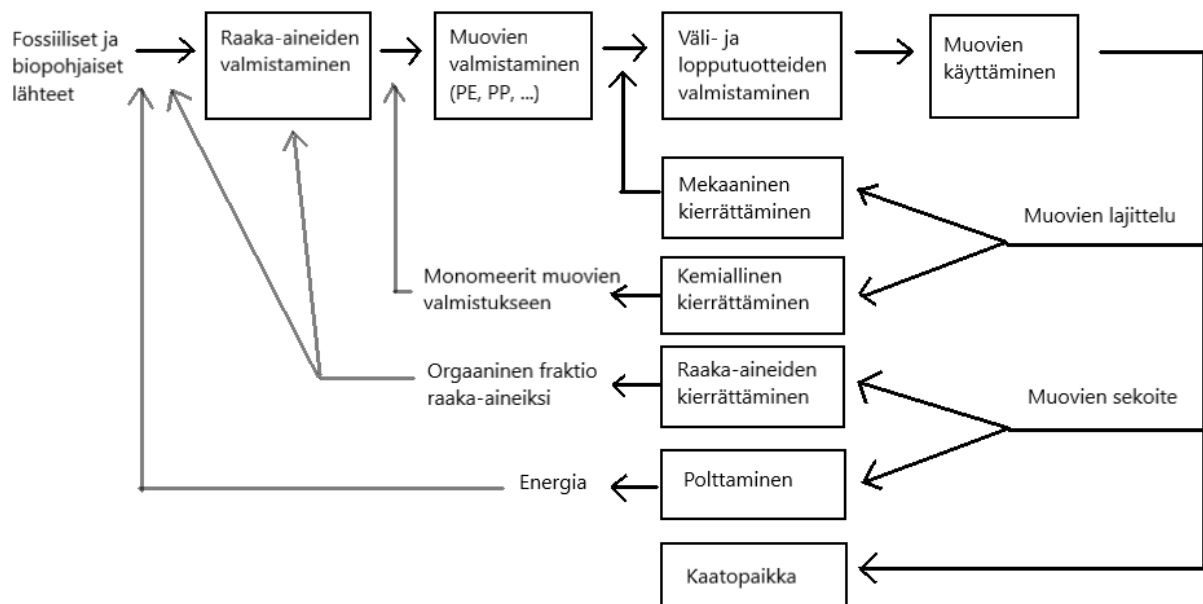 Fossiiliset ja
biopohjaiset
lähteet
Raaka-aineiden
valmistaminen
Muovien
valmistaminen
(PE, PP, ...)
Väli- ja
lopputuotteiden
valmistaminen
Muovien
käyttäminen
Mekaaninen
kierrättäminen
Muovien lajittelu
Monomeerit muovien
valmistukseen
Kemiallinen
kierrättäminen
Orgaaninen fraktio
raaka-aineiksi
Raaka-aineiden
kierrättäminen
Muovien sekoite
Energia
Polttaminen
Kaatopaikka